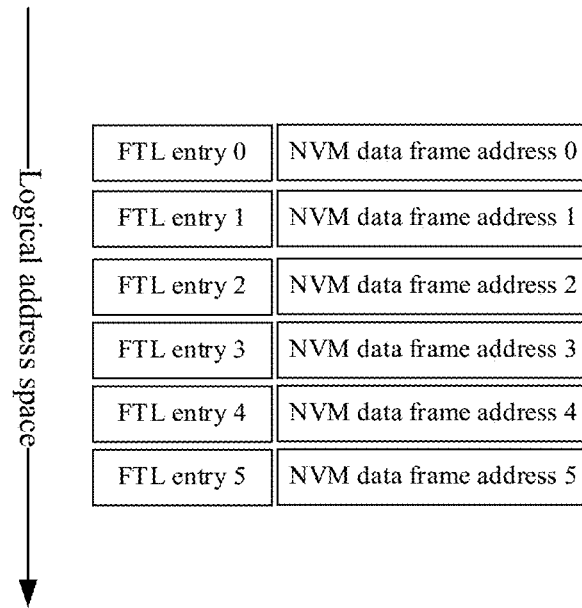 Logical address space
FTL entry 0 NVM data frame address 0
FTL entry 1 NVM data frame address 1
FTL entry 2 NVM data frame address 2
FTL entry 3 NVM data frame address 3
FTL entry 4 NVM data frame address 4
FTL entry 5 NVM data frame address 5